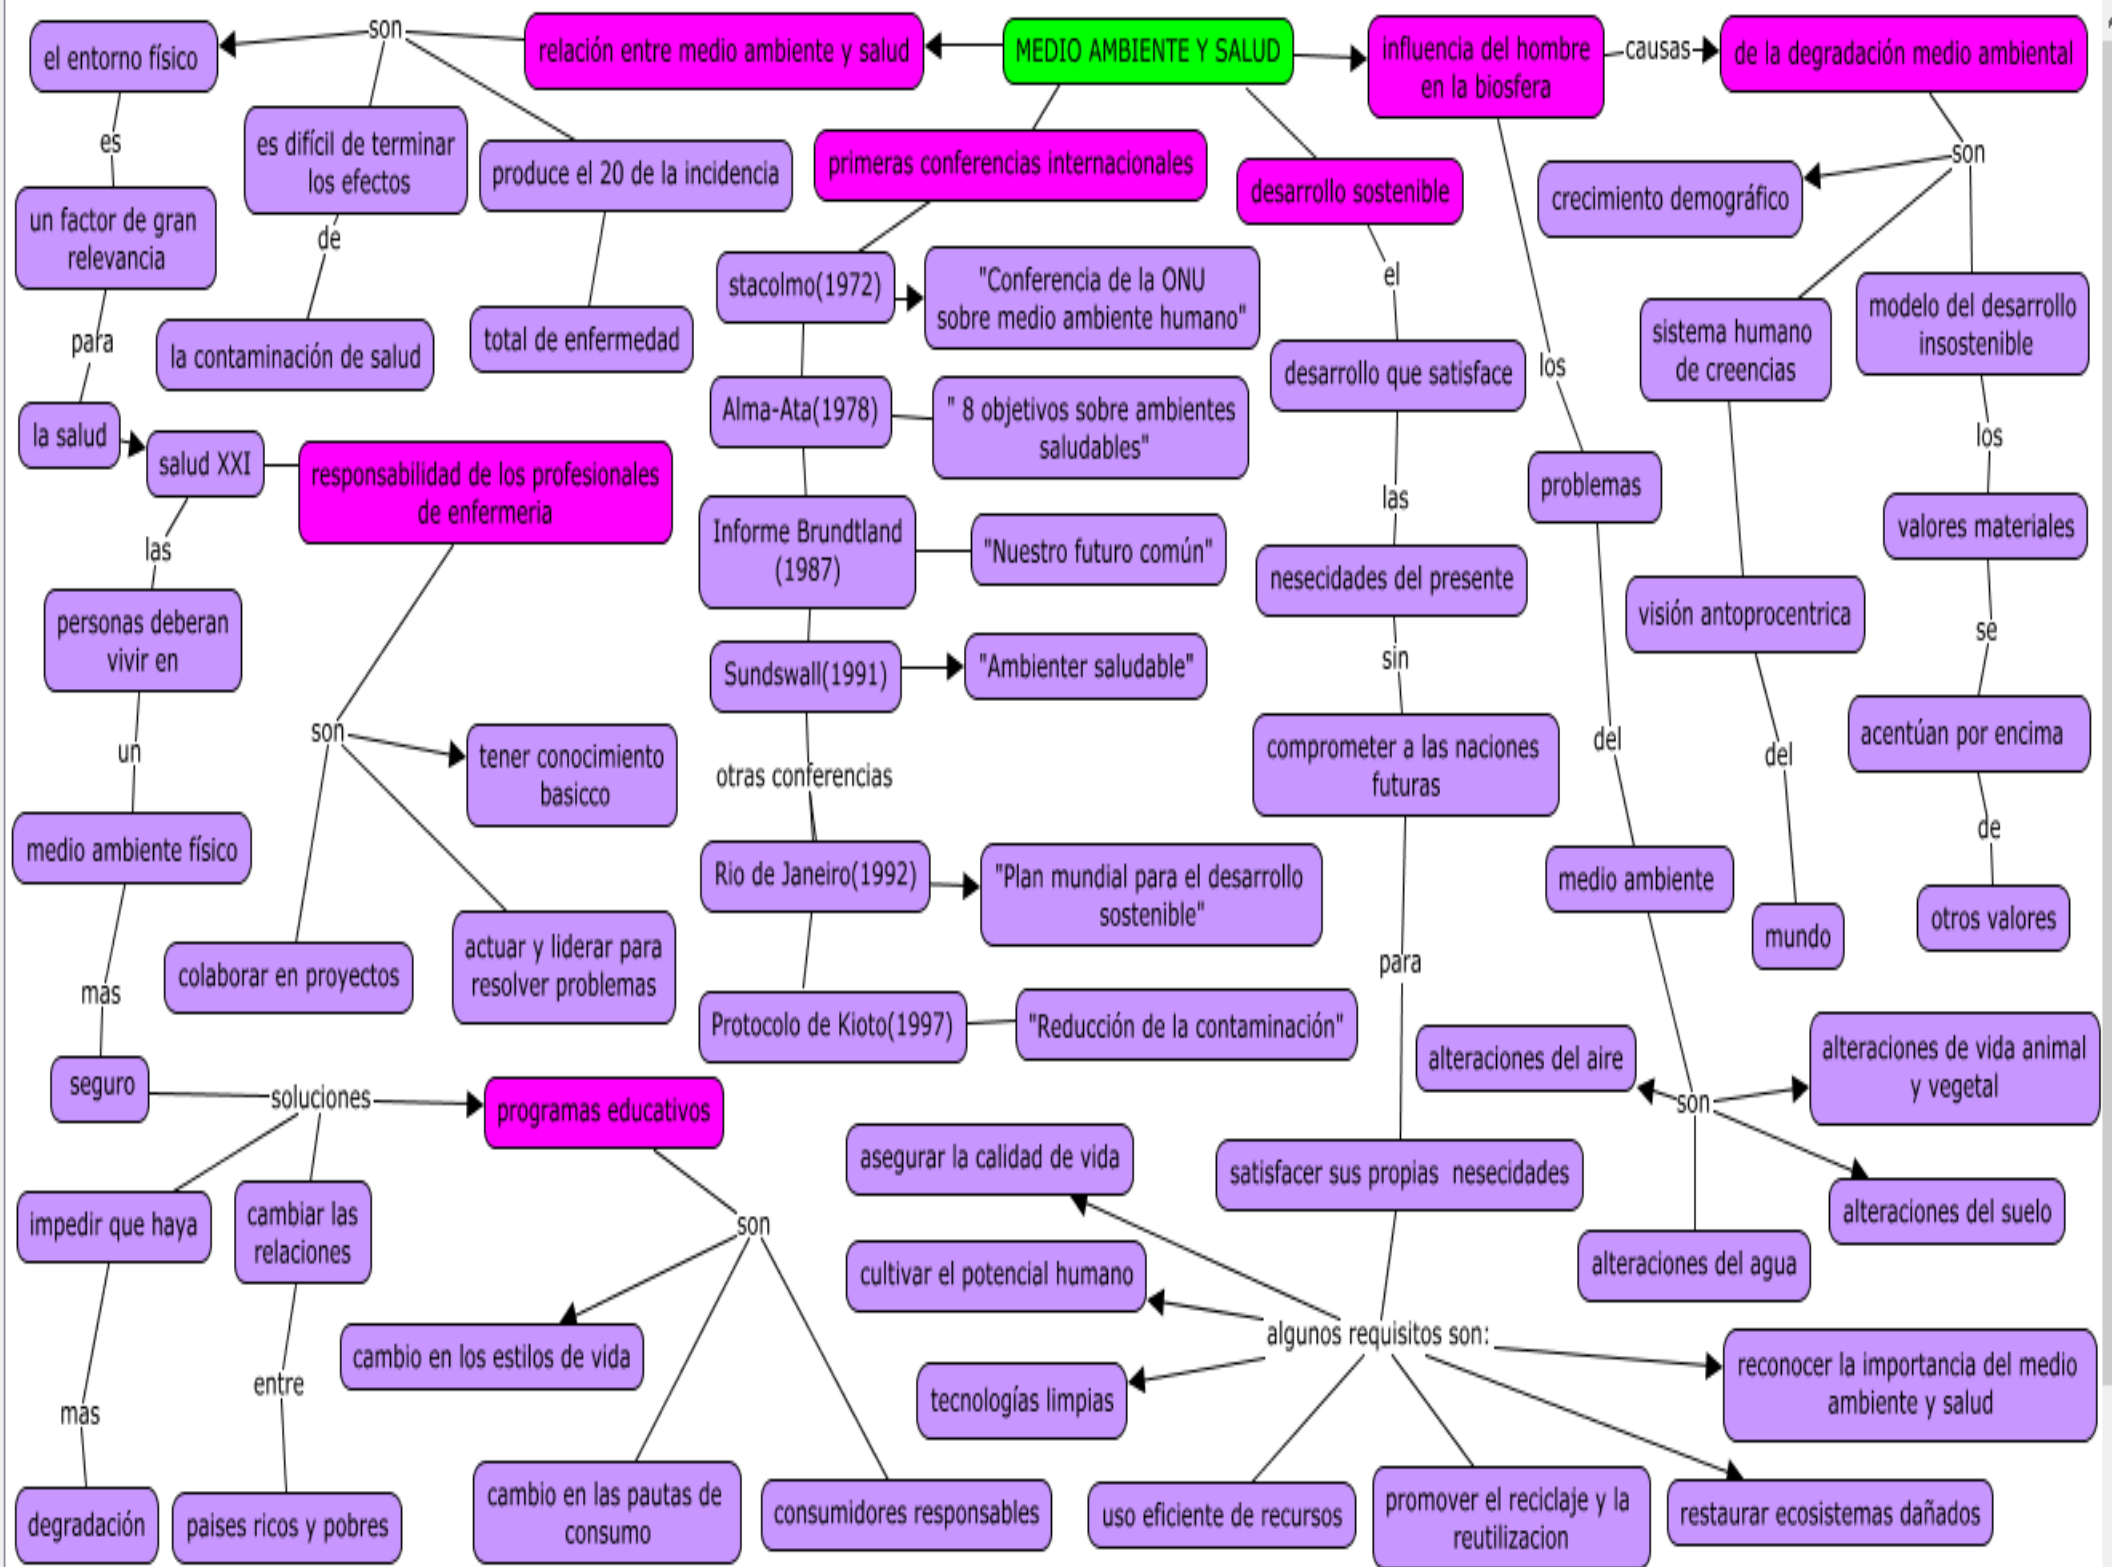 MEDIO AMBIENTE Y SALUD
relación entre medio ambiente y salud
son
el entorno físico
es
un factor de gran
relevancia
para
la salud
es difícil de terminar
los efectos
de
la contaminación de salud
produce el 20 de la incidencia
total de enfermedad
salud XXI
las
personas deberan
vivir en
un
medio ambiente físico
mas
seguro
soluciones
impedir que haya
mas
degradación
cambiar las
relaciones
entre
paises ricos y pobres
programas educativos
son
cambio en los estilos de vida
cambio en las pautas de
consumo
consumidores responsables
responsabilidad de los profesionales
de enfermeria
son
tener conocimiento
basicco
colaborar en proyectos
actuar y liderar para
resolver problemas
primeras conferencias internacionales
stacolmo(1972)
"Conferencia de la ONU
sobre medio ambiente humano"
Alma-Ata(1978)
" 8 objetivos sobre ambientes
saludables"
Informe Brundtland
(1987)
"Nuestro futuro común"
Sundswall(1991)
"Ambienter saludable"
otras conferencias
Rio de Janeiro(1992)
"Plan mundial para el desarrollo
sostenible"
Protocolo de Kioto(1997)
"Reducción de la contaminación"
desarrollo sostenible
el
desarrollo que satisface
las
nesecidades del presente
sin
comprometer a las naciones
futuras
para
satisfacer sus propias  nesecidades
algunos requisitos son:
asegurar la calidad de vida
cultivar el potencial humano
tecnologías limpias
uso eficiente de recursos
promover el reciclaje y la
reutilizacion
restaurar ecosistemas dañados
reconocer la importancia del medio
ambiente y salud
influencia del hombre
en la biosfera
los
problemas
del
medio ambiente
son
alteraciones del aire
alteraciones de vida animal
y vegetal
alteraciones del suelo
alteraciones del agua
causas
de la degradación medio ambiental
son
crecimiento demográfico
sistema humano
de creencias
visión antoprocentrica
del
mundo
modelo del desarrollo
insostenible
los
valores materiales
se
acentúan por encima
de
otros valores